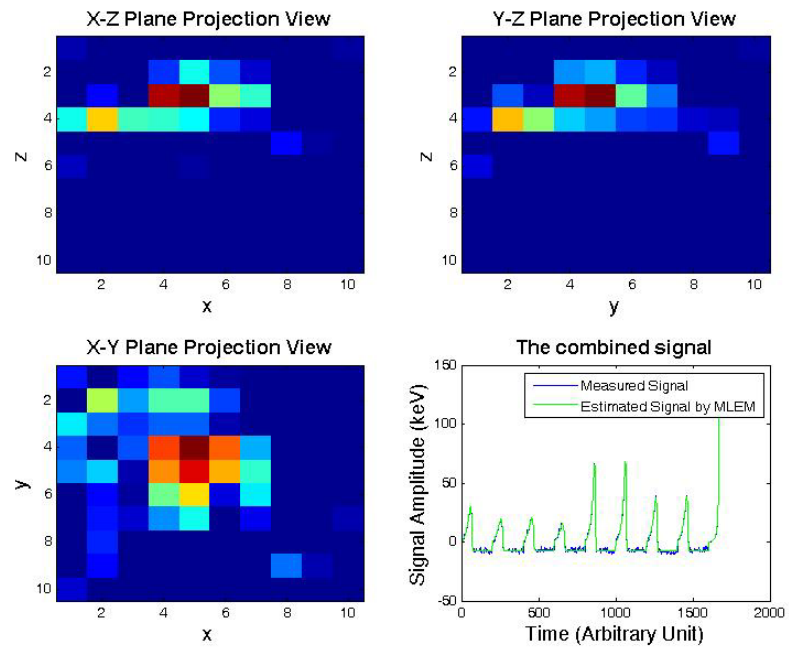 X-Z Plane Projection View
2
4
6
8
10
z
2 4 6 8 10
x
Y-Z Plane Projection View
2
4
6
8
10
z
2 4 6 8 10
y
X-Y Plane Projection View
2
4
6
8
10
y
2 4 6 8 10
x
The combined signal
150
100
50
0
-50
Signal Amplitude (keV)
Measured Signal
Estimated Signal by MLEM
0 500 1000 1500 2000
Time (Arbitrary Unit)